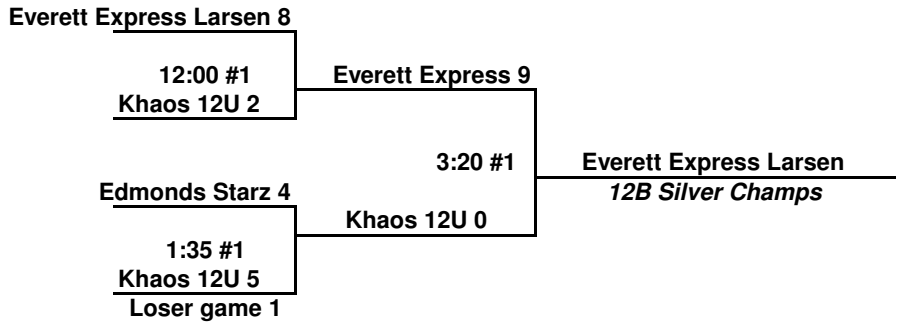 Everett Express Larsen 8
12:00 #1
Everett Express 9
Khaos 12U 2
3:20 #1
Everett Express Larsen
12B Silver Champs
Edmonds Starz 4
Khaos 12U 0
1:35 #1
Khaos 12U 5
Loser game 1